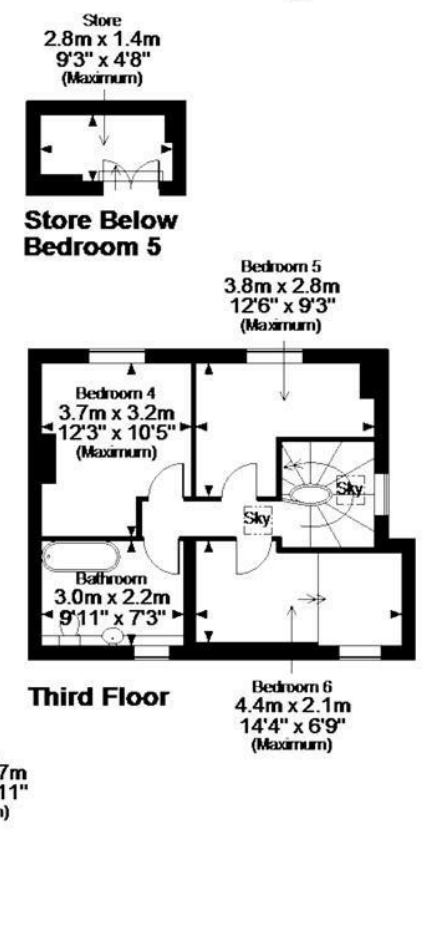 Store
2.8m x 1.4m
9'3" x 4'8"
(Maximum)
Store Below
Bedroom 5
Bedroom 5
3.8m x 2.8m
12'6" x 9'3"
(Maximum)
Bedroom 4
3.7m x 3.2m
12'3" x 10'5"
(Maximum)
Sky
Sky
Bathroom
3.0m x 2.2m
9'11" x 7'3"
Third Floor
Bedroom 6
4.4m x 2.1m
14'4" x 6'9"
(Maximum)
7m
11"
)